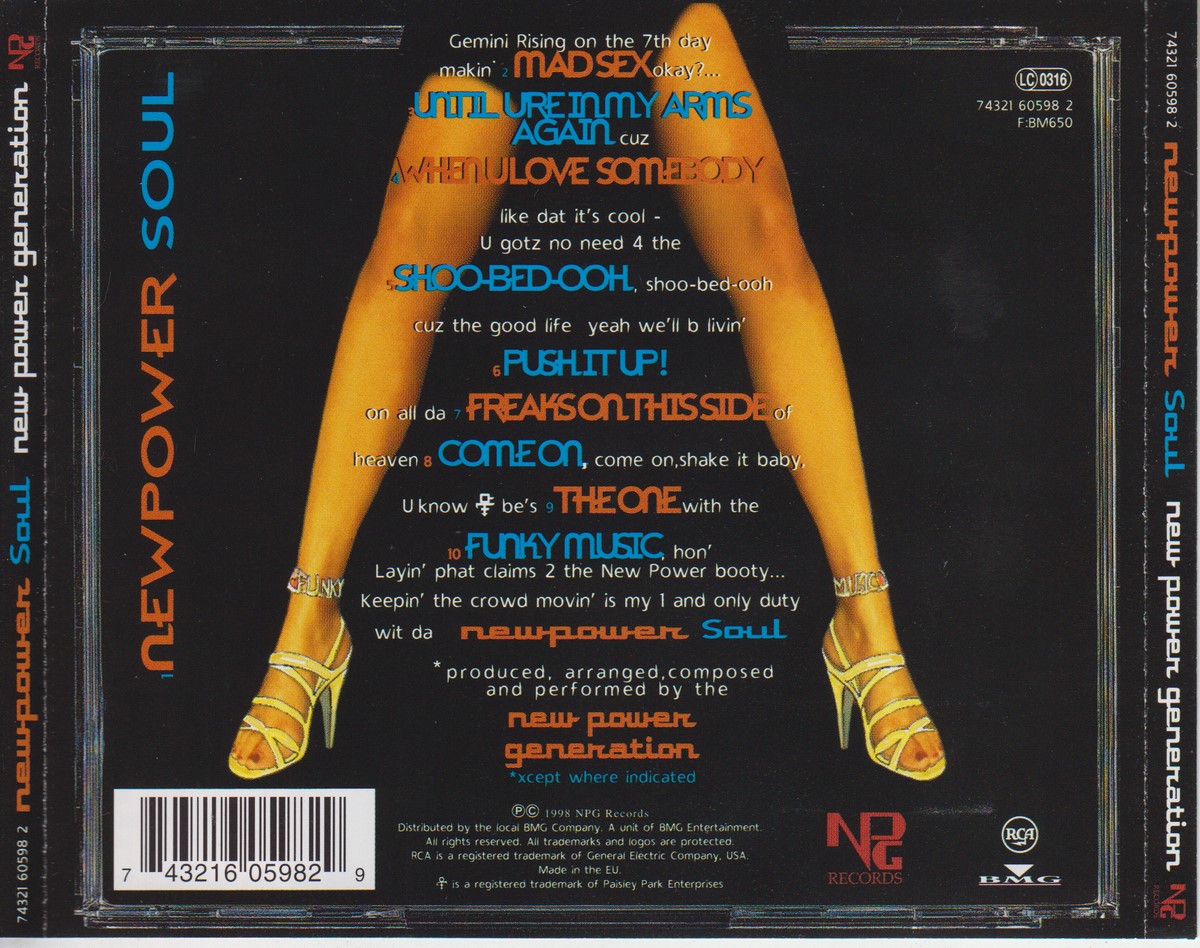 NPG RECORDS
new power generation
newpower Soul
74321 60598 2
1 NEWPOWER SOUL
Gemini Rising on the 7th day
makin' 2 MAD SEX okay?...
3 UNTIL U RE IN MY ARMS
AGAIN cuz
4 WHEN U LOVE SOMEBODY
like dat it's cool -
U gotz no need 4 the
5 SHOO-BED-OOH, shoo-bed-ooh
cuz the good life yeah we'll b livin'
6 PUSH IT UP!
on all da 7 FREAKS ON THIS SIDE of
heaven 8 COME ON, come on,shake it baby,
U know be's 9 THE ONE with the
10 FUNKY MUSIC, hon'
Layin' phat claims 2 the New Power booty...
Keepin' the crowd movin' is my 1 and only duty
wit da newpower Soul
FUNKY
MUSIC
*produced, arranged,composed
and performed by the
new power
generation
*xcept where indicated
℗© 1998 NPG Records
Distributed by the local BMG Company. A unit of BMG Entertainment.
All rights reserved. All trademarks and logos are protected.
RCA is a registered trademark of General Electric Company, USA.
Made in the EU.
is a registered trademark of Paisley Park Enterprises
LC 0316
74321 60598 2
F:BM650
7 43216 05982 9
NPG
RECORDS
RCA
BMG
74321 60598 2
newpower Soul
new power generation
NPG RECORDS